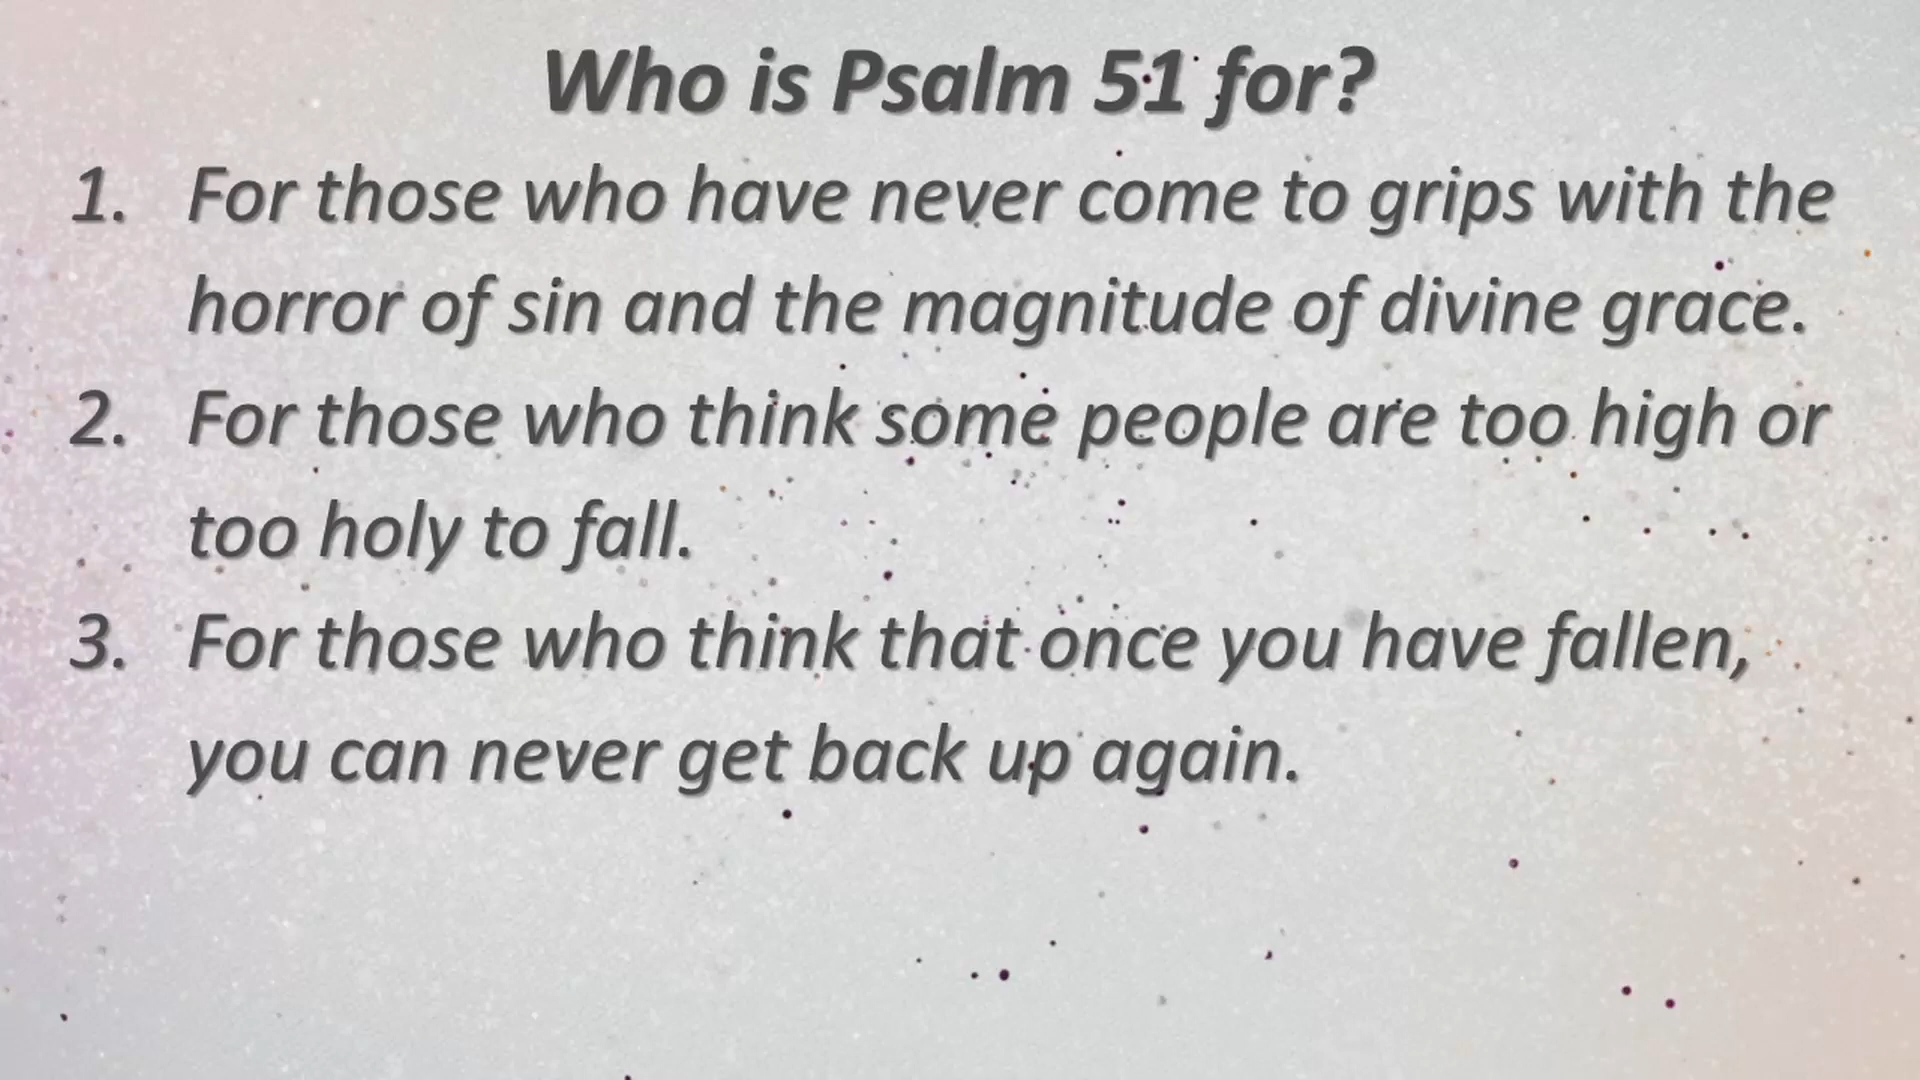 Who is Psalm 51 for?
1. For those who have never come to grips with the
horror of sin and the magnitude of divine grace.
2. For those who think some people are too high or
too holy to fall.
3. For those who think that once you have fallen,
you can never get back up again.